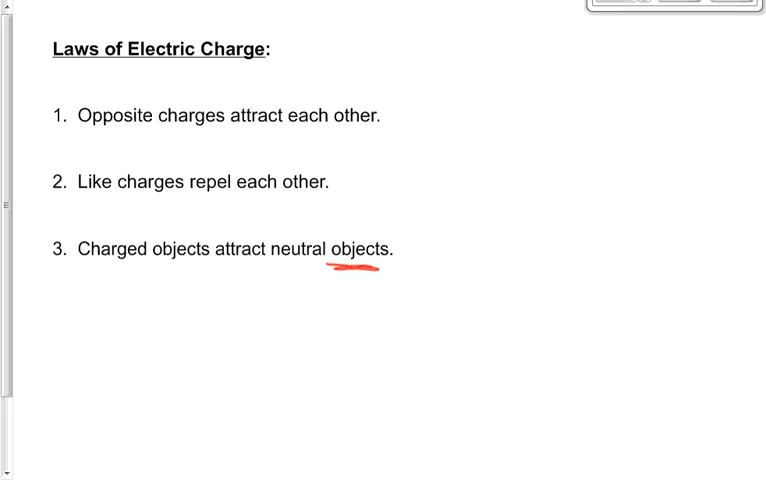 Laws of Electric Charge:
1. Opposite charges attract each other.
2. Like charges repel each other.
3. Charged objects attract neutral objects.